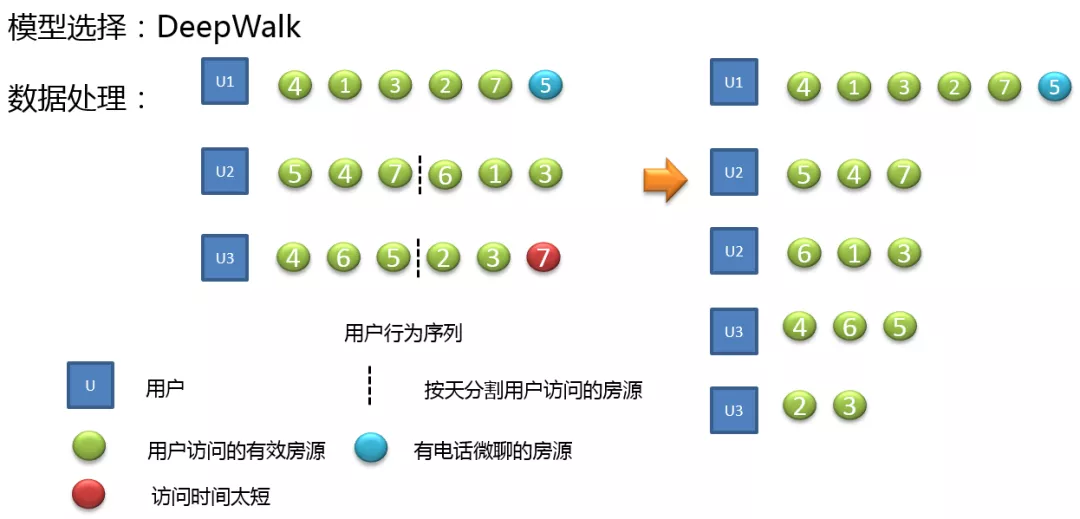 模型选择：DeepWalk
数据处理：
U1 4 1 3 2 7 5
U2 5 4 7 6 1 3
U3 4 6 5 2 3 7
U1 4 1 3 2 7 5
U2 5 4 7
U2 6 1 3
U3 4 6 5
U3 2 3
用户行为序列
U 用户
按天分割用户访问的房源
用户访问的有效房源
有电话微聊的房源
访问时间太短